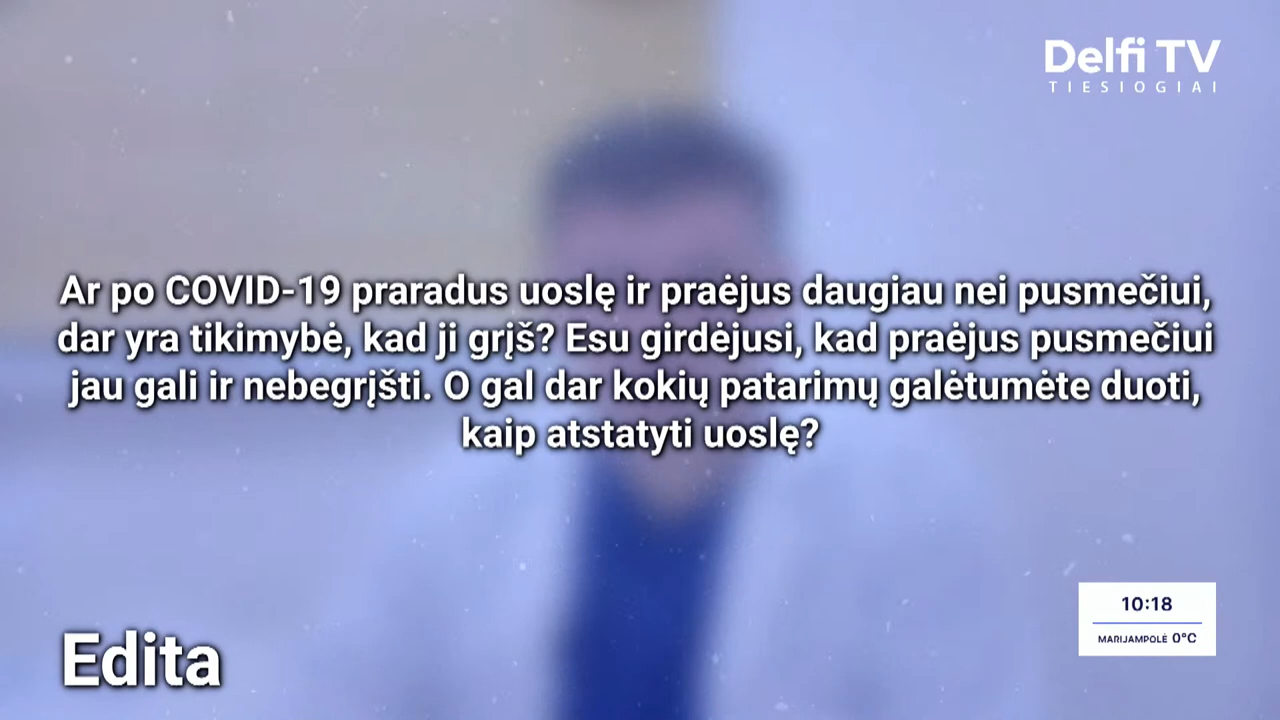 Delfi TV
TIESIOGIAI
Ar po COVID-19 praradus uoslę ir praėjus daugiau nei pusmečiui,
dar yra tikimybė, kad ji grįš? Esu girdėjusi, kad praėjus pusmečiui
jau gali ir nebegrįšti. O gal dar kokių patarimų galėtumėte duoti,
kaip atstatyti uoslę?
10:18
MARIJAMPOLĖ 0°C
Edita